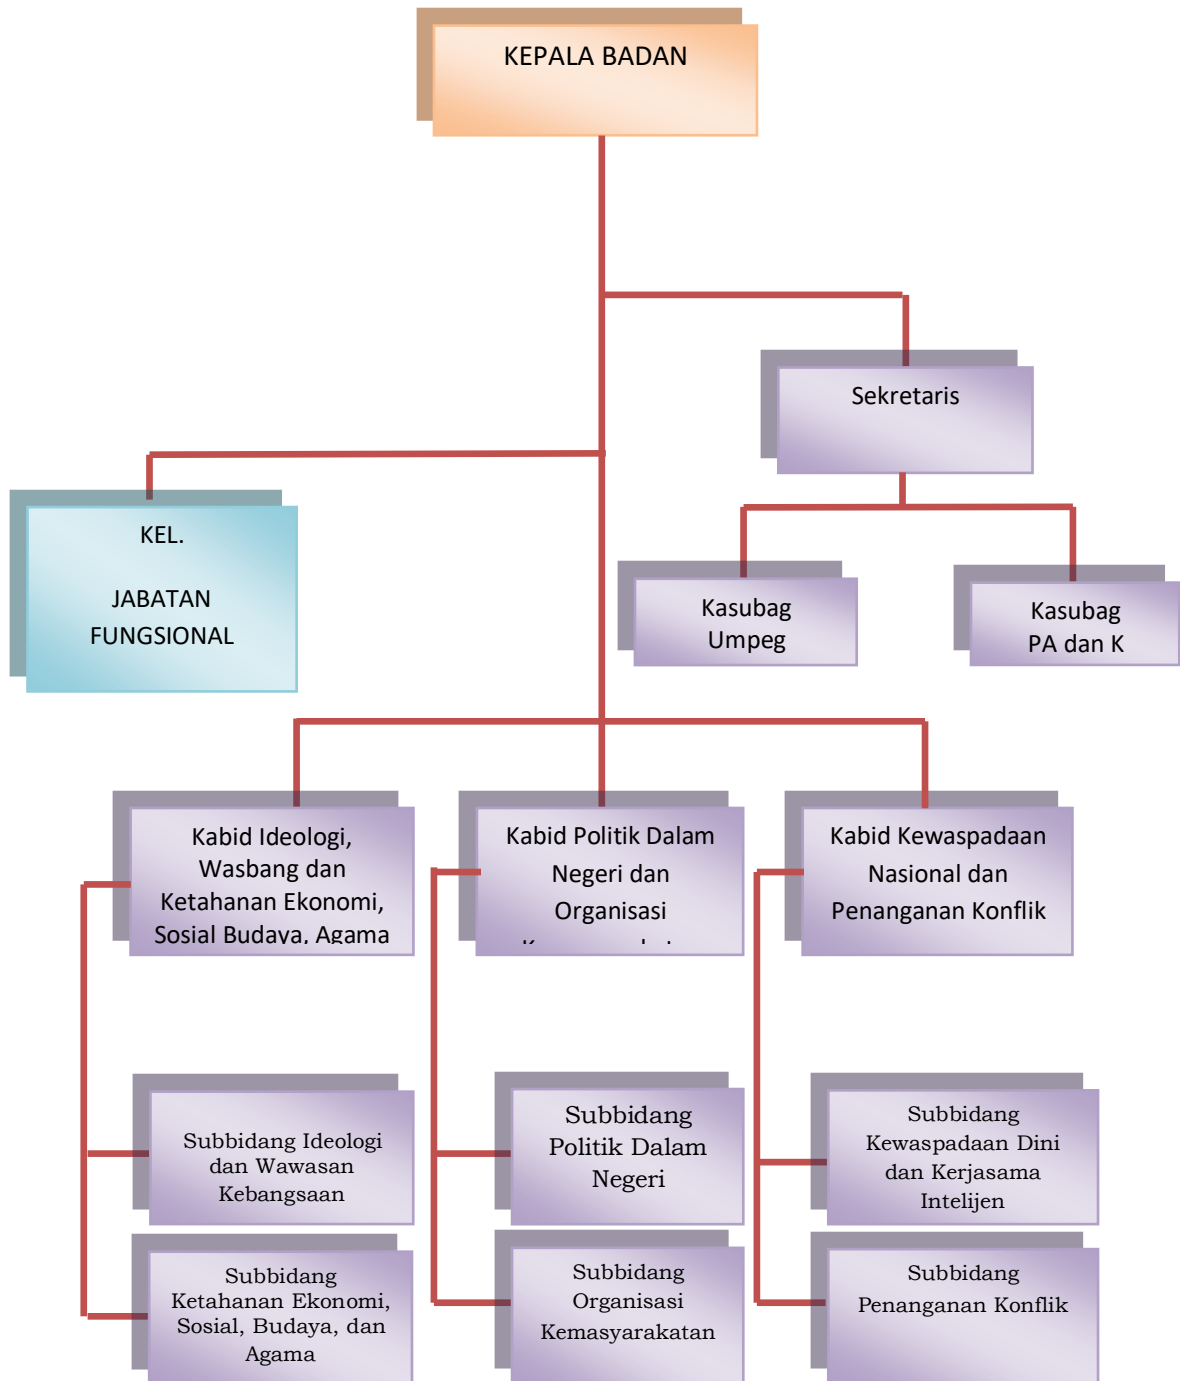 KEPALA BADAN
Sekretaris
KEL.
JABATAN
FUNGSIONAL
Kasubag
Umpeg
Kasubag
PA dan K
Kabid Ideologi,
Wasbang dan
Ketahanan Ekonomi,
Sosial Budaya, Agama
Kabid Politik Dalam
Negeri dan
Organisasi
Kabid Kewaspadaan
Nasional dan
Penanganan Konflik
Subbidang Ideologi
dan Wawasan
Kebangsaan
Subbidang
Politik Dalam
Negeri
Subbidang
Kewaspadaan Dini
dan Kerjasama
Intelijen
Subbidang
Ketahanan Ekonomi,
Sosial, Budaya, dan
Agama
Subbidang
Organisasi
Kemasyarakatan
Subbidang
Penanganan Konflik